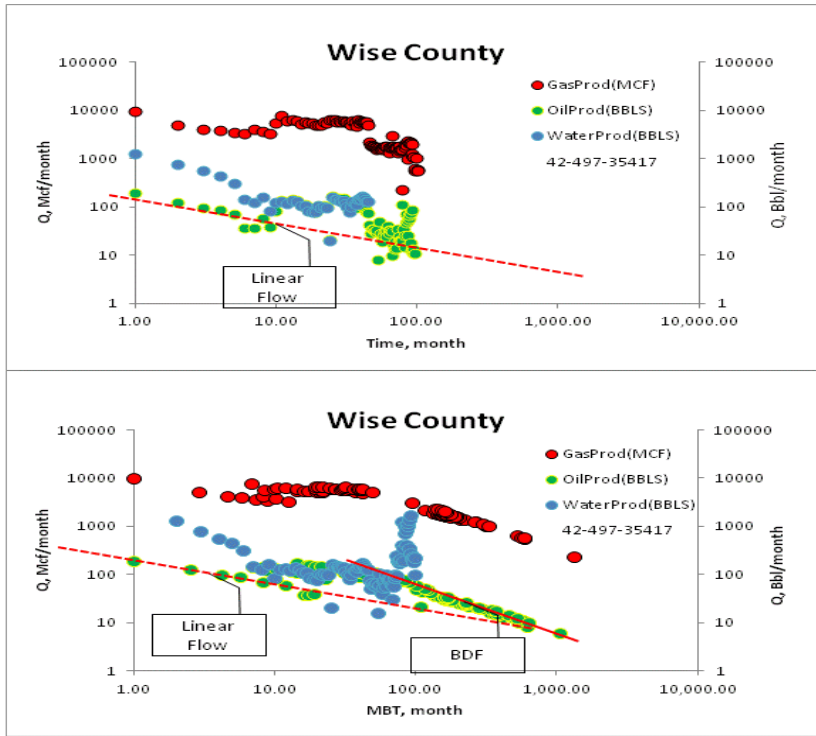 Wise County
100000
10000
1000
100
10
1
Q, Mcf/month
100000
10000
1000
100
10
1
Q, Bbl/month
GasProd(MCF)
OilProd(BBLS)
WaterProd(BBLS)
42-497-35417
Linear
Flow
1.00 10.00 100.00 1,000.00 10,000.00
Time, month
Wise County
100000
10000
1000
100
10
1
Q, Mcf/month
100000
10000
1000
100
10
1
Q, Bbl/month
GasProd(MCF)
OilProd(BBLS)
WaterProd(BBLS)
42-497-35417
Linear
Flow
BDF
1.00 10.00 100.00 1,000.00 10,000.00
MBT, month